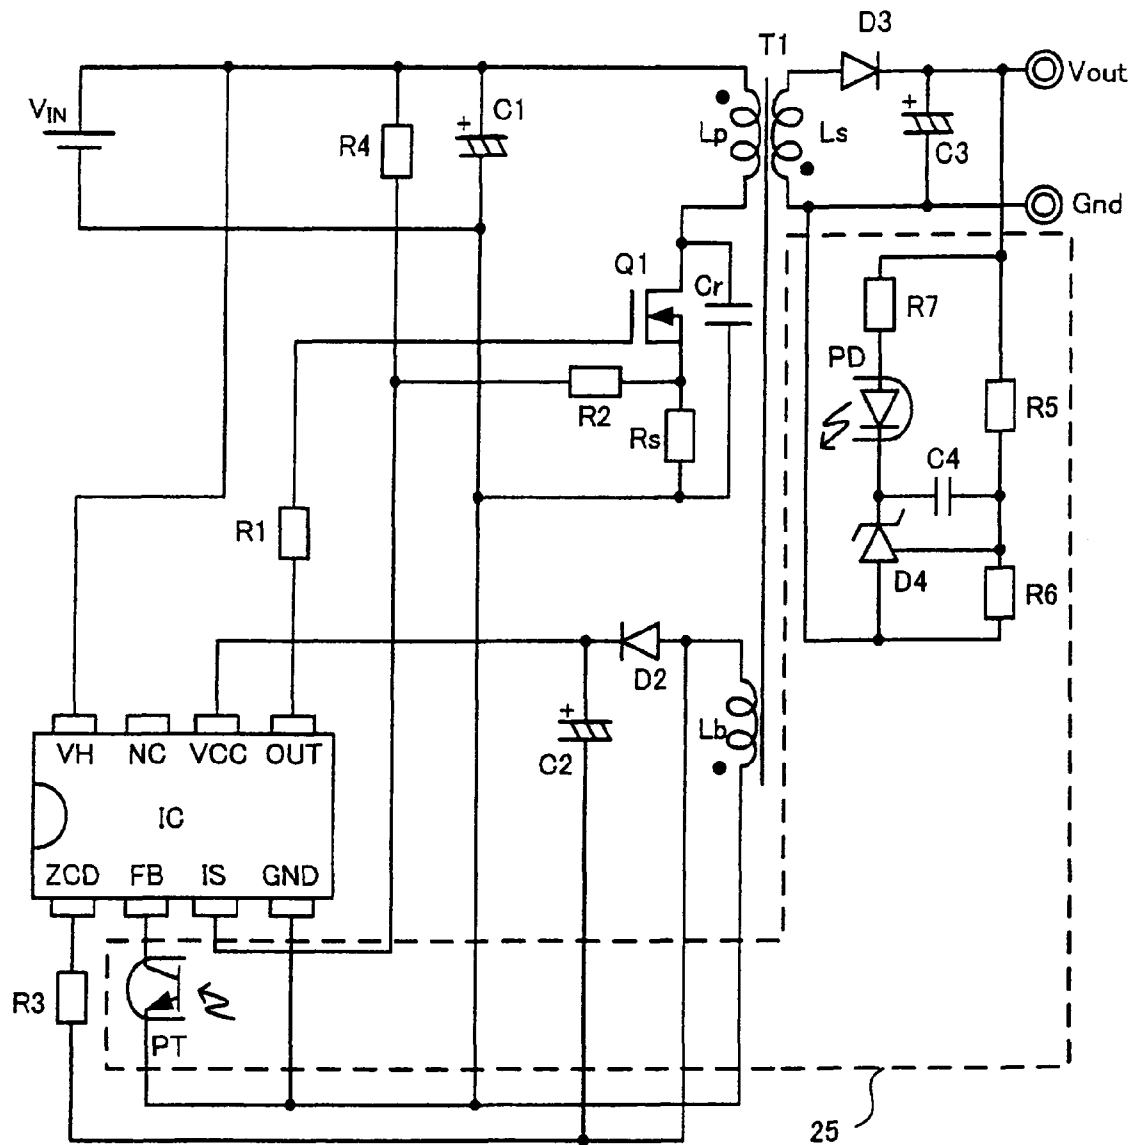 D3
T1
Vout
VIN
+
C1
R4
Lp
Ls
+
C3
Gnd
Q1
Cr
R7
PD
R2
Rs
R5
C4
R1
D4
R6
D2
+
C2
Lb
VH NC VCC OUT
IC
ZCD FB IS GND
R3
PT
25